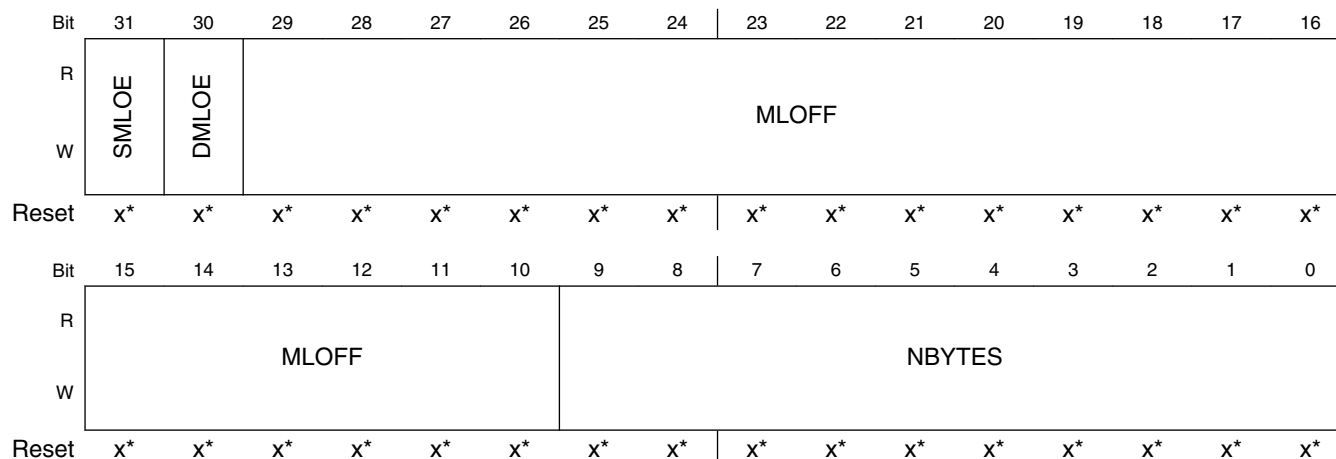 Bit 31 30 29 28 27 26 25 24 23 22 21 20 19 18 17 16
R
SMLOE DMLOE MLOFF
W
Reset x* x* x* x* x* x* x* x* x* x* x* x* x* x* x* x*
Bit 15 14 13 12 11 10 9 8 7 6 5 4 3 2 1 0
R
MLOFF NBYTES
W
Reset x* x* x* x* x* x* x* x* x* x* x* x* x* x* x* x*